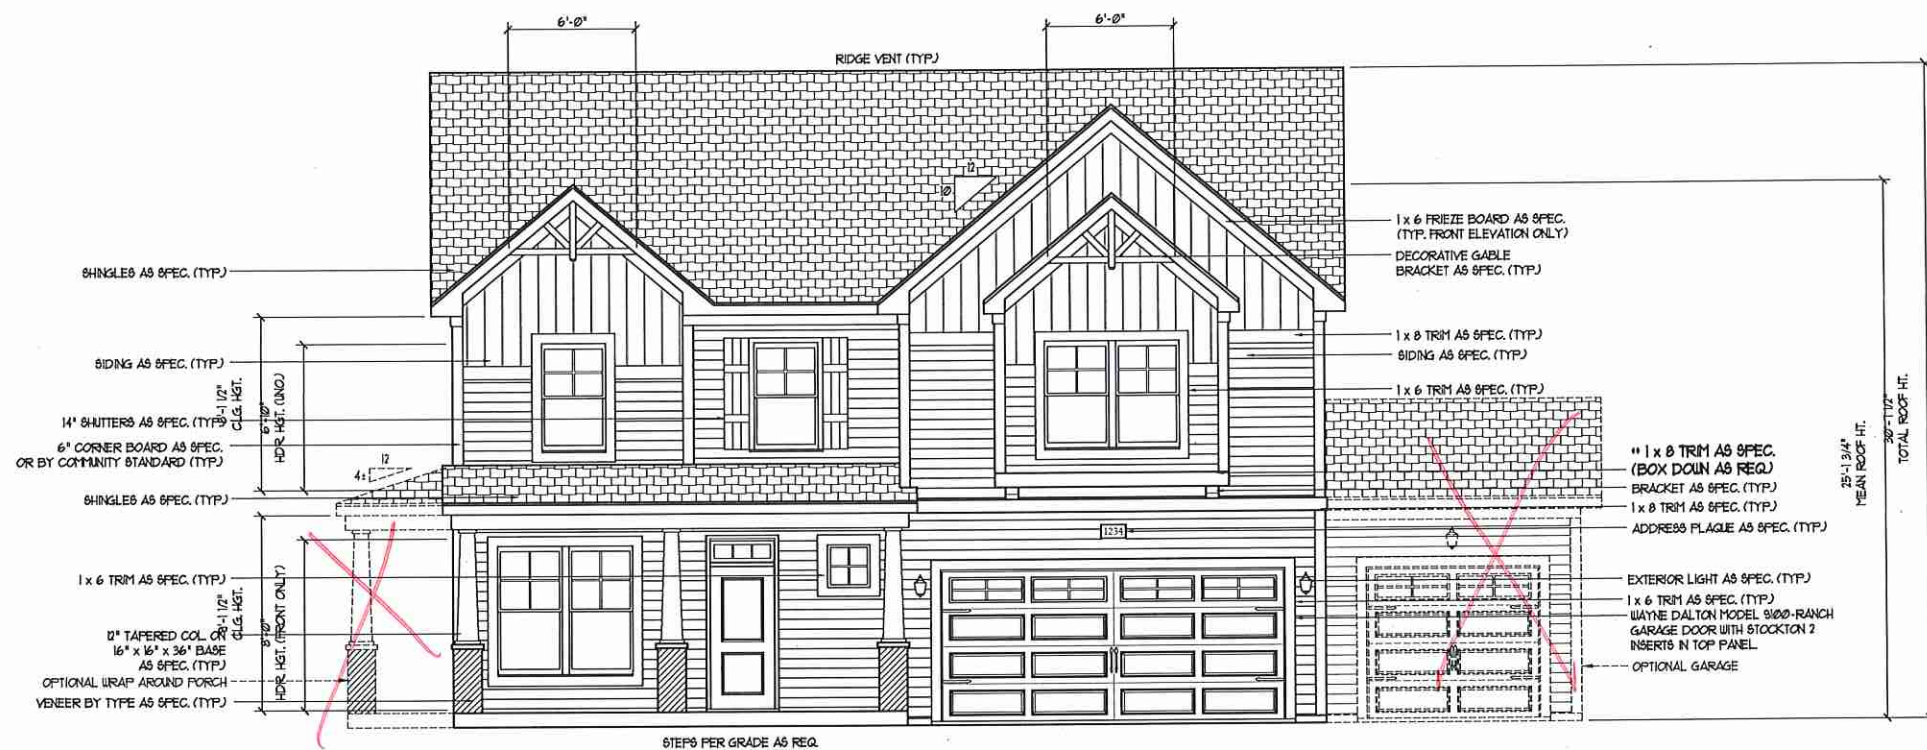 6'-0"
6'-0"
RIDGE VENT (TYP.)
12
10
SHINGLES AS SPEC. (TYP.)
SIDING AS SPEC. (TYP.)
14" SHUTTERS AS SPEC. (TYP.)
6" CORNER BOARD AS SPEC.
OR BY COMMUNITY STANDARD (TYP.)
SHINGLES AS SPEC. (TYP.)
8'-1 1/2"
CLG. HGT.
6'-10"
HDR. HGT. (UNO.)
12
4±
1 x 6 TRIM AS SPEC. (TYP.)
12" TAPERED COL. ON
16" x 16" x 36" BASE
AS SPEC. (TYP.)
OPTIONAL WRAP AROUND PORCH
VENEER BY TYPE AS SPEC. (TYP.)
CLG. HGT.
8'-0"
HDR. HGT. (FRONT ONLY)
1234
STEPS PER GRADE AS REQ.
1 x 6 FRIEZE BOARD AS SPEC.
(TYP. FRONT ELEVATION ONLY)
DECORATIVE GABLE
BRACKET AS SPEC. (TYP.)
1 x 8 TRIM AS SPEC. (TYP.)
SIDING AS SPEC. (TYP.)
1 x 6 TRIM AS SPEC. (TYP.)
** 1 x 8 TRIM AS SPEC.
(BOX DOWN AS REQ.)
BRACKET AS SPEC. (TYP.)
1 x 8 TRIM AS SPEC. (TYP.)
ADDRESS PLAQUE AS SPEC. (TYP.)
EXTERIOR LIGHT AS SPEC. (TYP.)
1 x 6 TRIM AS SPEC. (TYP.)
WAYNE DALTON MODEL 9100-RANCH
GARAGE DOOR WITH STOCKTON 2
INSERTS IN TOP PANEL.
OPTIONAL GARAGE
25'-1 3/4"
MEAN ROOF HT.
30'-1 1/2"
TOTAL ROOF HT.